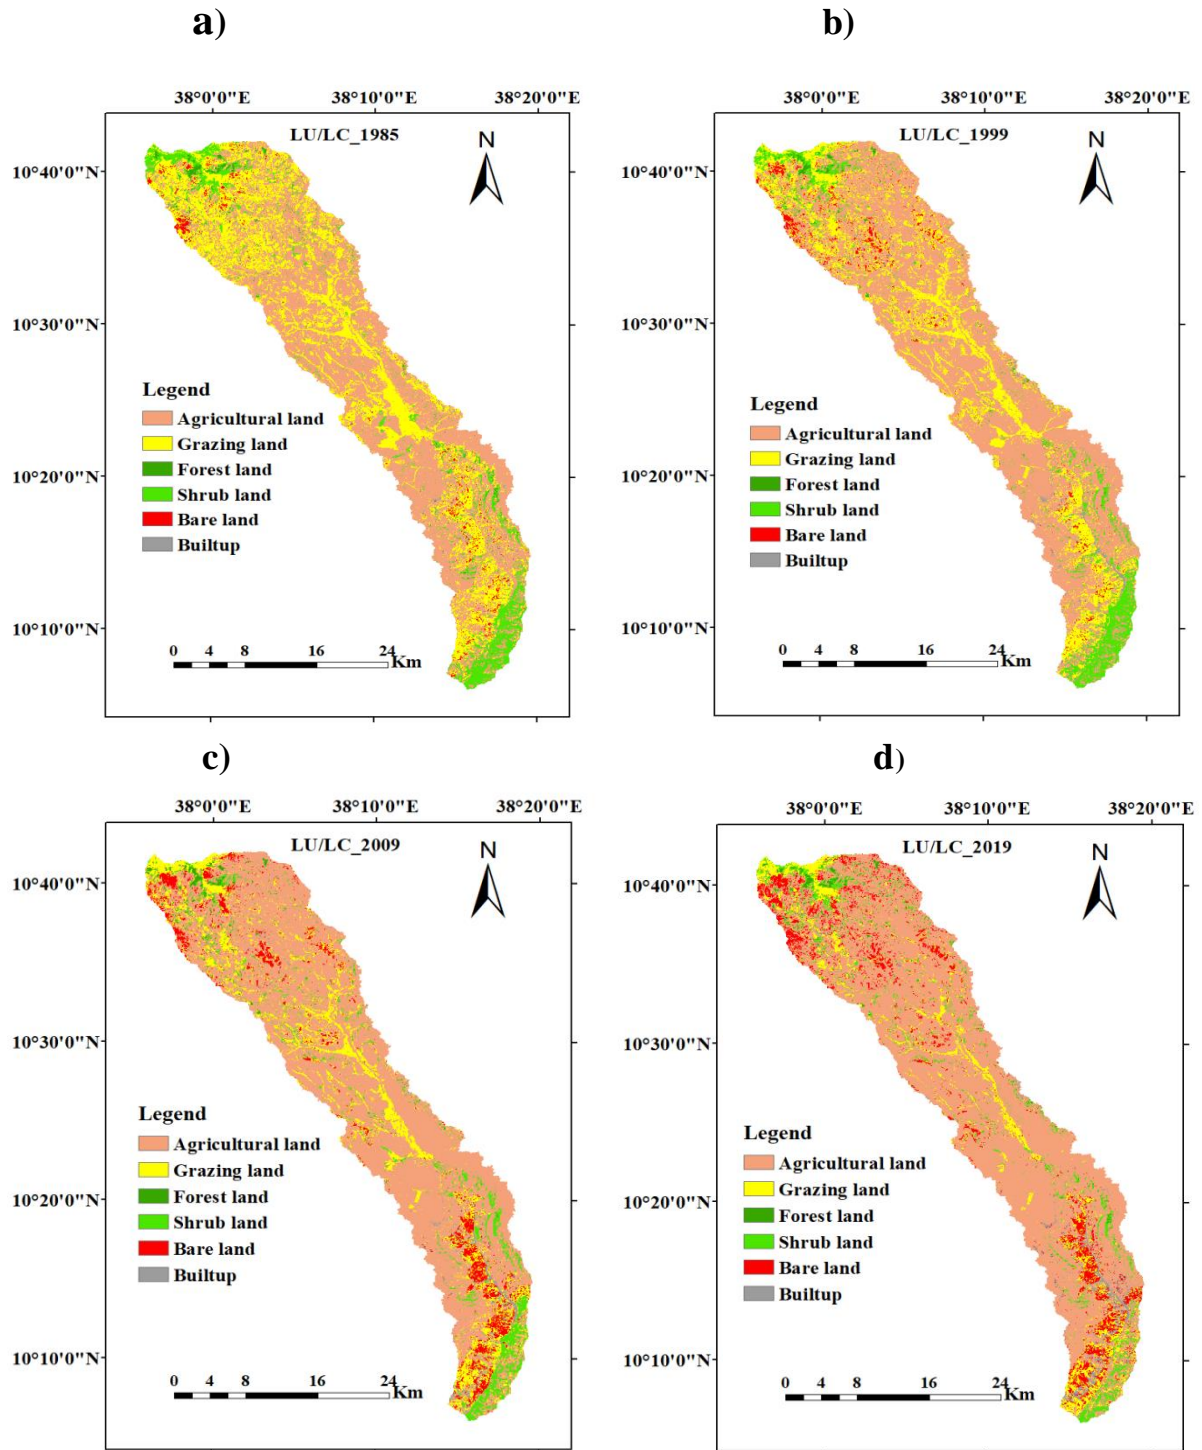 a)
38°0'0"E 38°10'0"E 38°20'0"E
LU/LC_1985
N
10°40'0"N
10°30'0"N
Legend
Agricultural land
Grazing land
Forest land
Shrub land
Bare land
Builtup
10°20'0"N
10°10'0"N
0 4 8 16 24
Km
b)
38°0'0"E 38°10'0"E 38°20'0"E
LU/LC_1999
N
10°40'0"N
10°30'0"N
Legend
Agricultural land
Grazing land
Forest land
Shrub land
Bare land
Builtup
10°20'0"N
10°10'0"N
0 4 8 16 24
Km
c)
38°0'0"E 38°10'0"E 38°20'0"E
LU/LC_2009
N
10°40'0"N
10°30'0"N
Legend
Agricultural land
Grazing land
Forest land
Shrub land
Bare land
Builtup
10°20'0"N
10°10'0"N
0 4 8 16 24
Km
d)
38°0'0"E 38°10'0"E 38°20'0"E
LU/LC_2019
N
10°40'0"N
10°30'0"N
Legend
Agricultural land
Grazing land
Forest land
Shrub land
Bare land
Builtup
10°20'0"N
10°10'0"N
0 4 8 16 24
Km